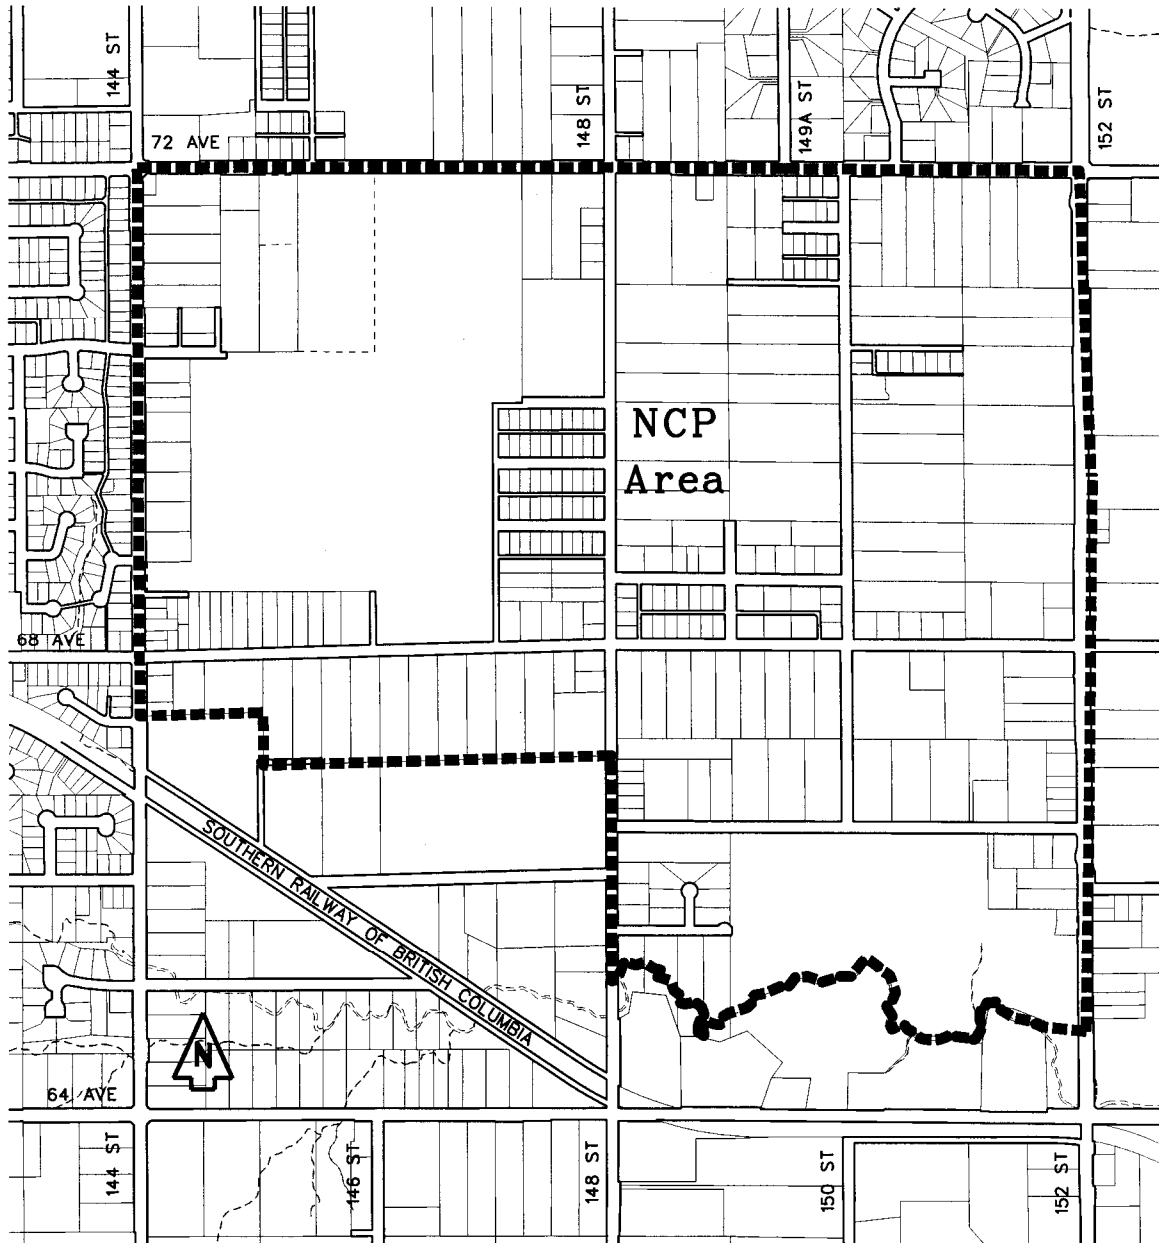 144 ST
148 ST
149A ST
152 ST
72 AVE
NCP
Area
68 AVE
SOUTHERN RAILWAY OF BRITISH COLUMBIA
N
64 AVE
144 ST
146 ST
148 ST
150 ST
152 ST